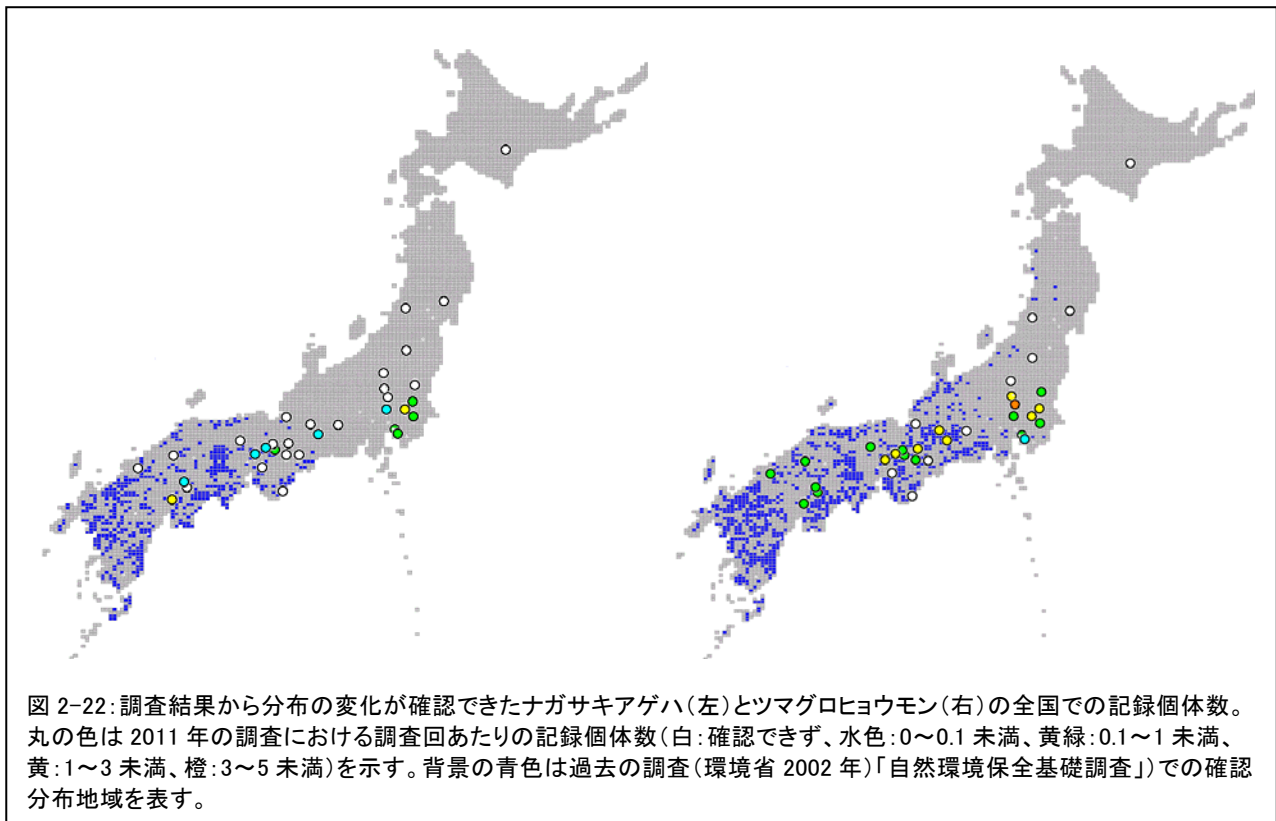 図 2-22：調査結果から分布の変化が確認できたナガサキアゲハ（左）とツマグロヒョウモン（右）の全国での記録個体数。
丸の色は 2011 年の調査における調査回あたりの記録個体数（白：確認できず、水色：0～0.1 未満、黄緑：0.1～1 未満、
黄：1～3 未満、橙：3～5 未満）を示す。背景の青色は過去の調査（環境省 2002 年）「自然環境保全基礎調査」）での確認
分布地域を表す。